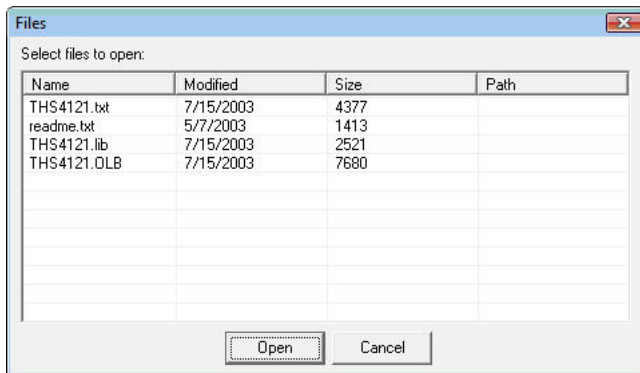 Files
Select files to open:
Name Modified Size Path
THS4121.txt 7/15/2003 4377
readme.txt 5/7/2003 1413
THS4121.lib 7/15/2003 2521
THS4121.OLB 7/15/2003 7680
Open Cancel